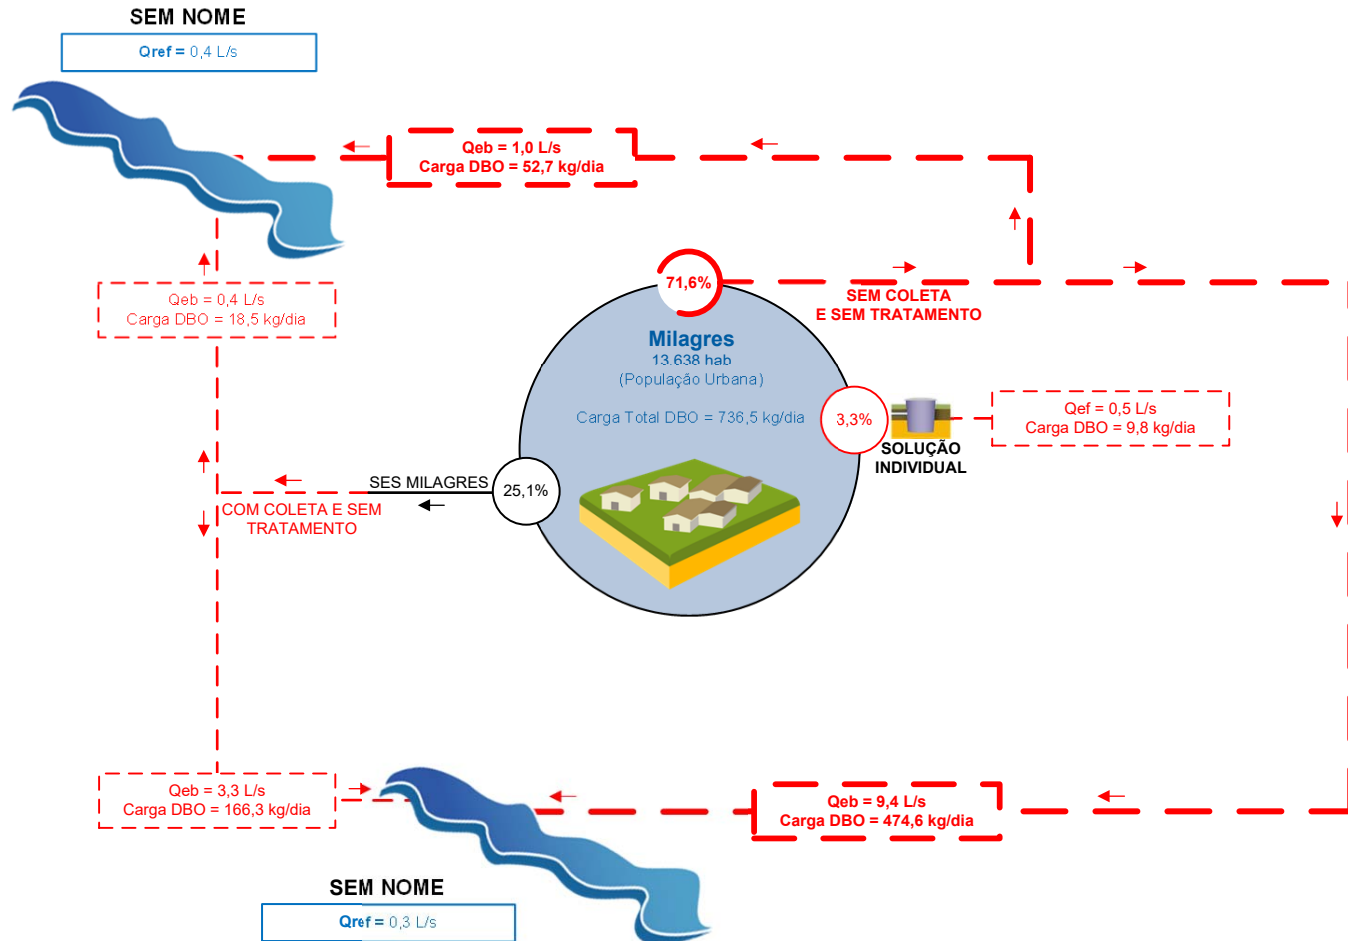 SEM NOME
Qref = 0,4 L/s
Qeb = 1,0 L/s
Carga DBO = 52,7 kg/dia
Qeb = 0,4 L/s
Carga DBO = 18,5 kg/dia
71,6%
SEM COLETA
E SEM TRATAMENTO
Milagres
13.638 hab
(População Urbana)
Carga Total DBO = 736,5 kg/dia
3,3%
SOLUÇÃO
INDIVIDUAL
Qef = 0,5 L/s
Carga DBO = 9,8 kg/dia
SES MILAGRES
25,1%
COM COLETA E SEM
TRATAMENTO
Qeb = 3,3 L/s
Carga DBO = 166,3 kg/dia
Qeb = 9,4 L/s
Carga DBO = 474,6 kg/dia
SEM NOME
Qref = 0,3 L/s